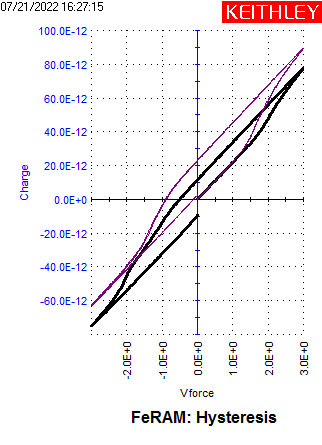 07/21/2022 16:27:15
KEITHLEY
100.0E-12
80.0E-12
60.0E-12
40.0E-12
20.0E-12
0.0E+0
-20.0E-12
-40.0E-12
-60.0E-12
Charge
-2.0E+0
-1.0E+0
0.0E+0
1.0E+0
2.0E+0
3.0E+0
Vforce
FeRAM: Hysteresis